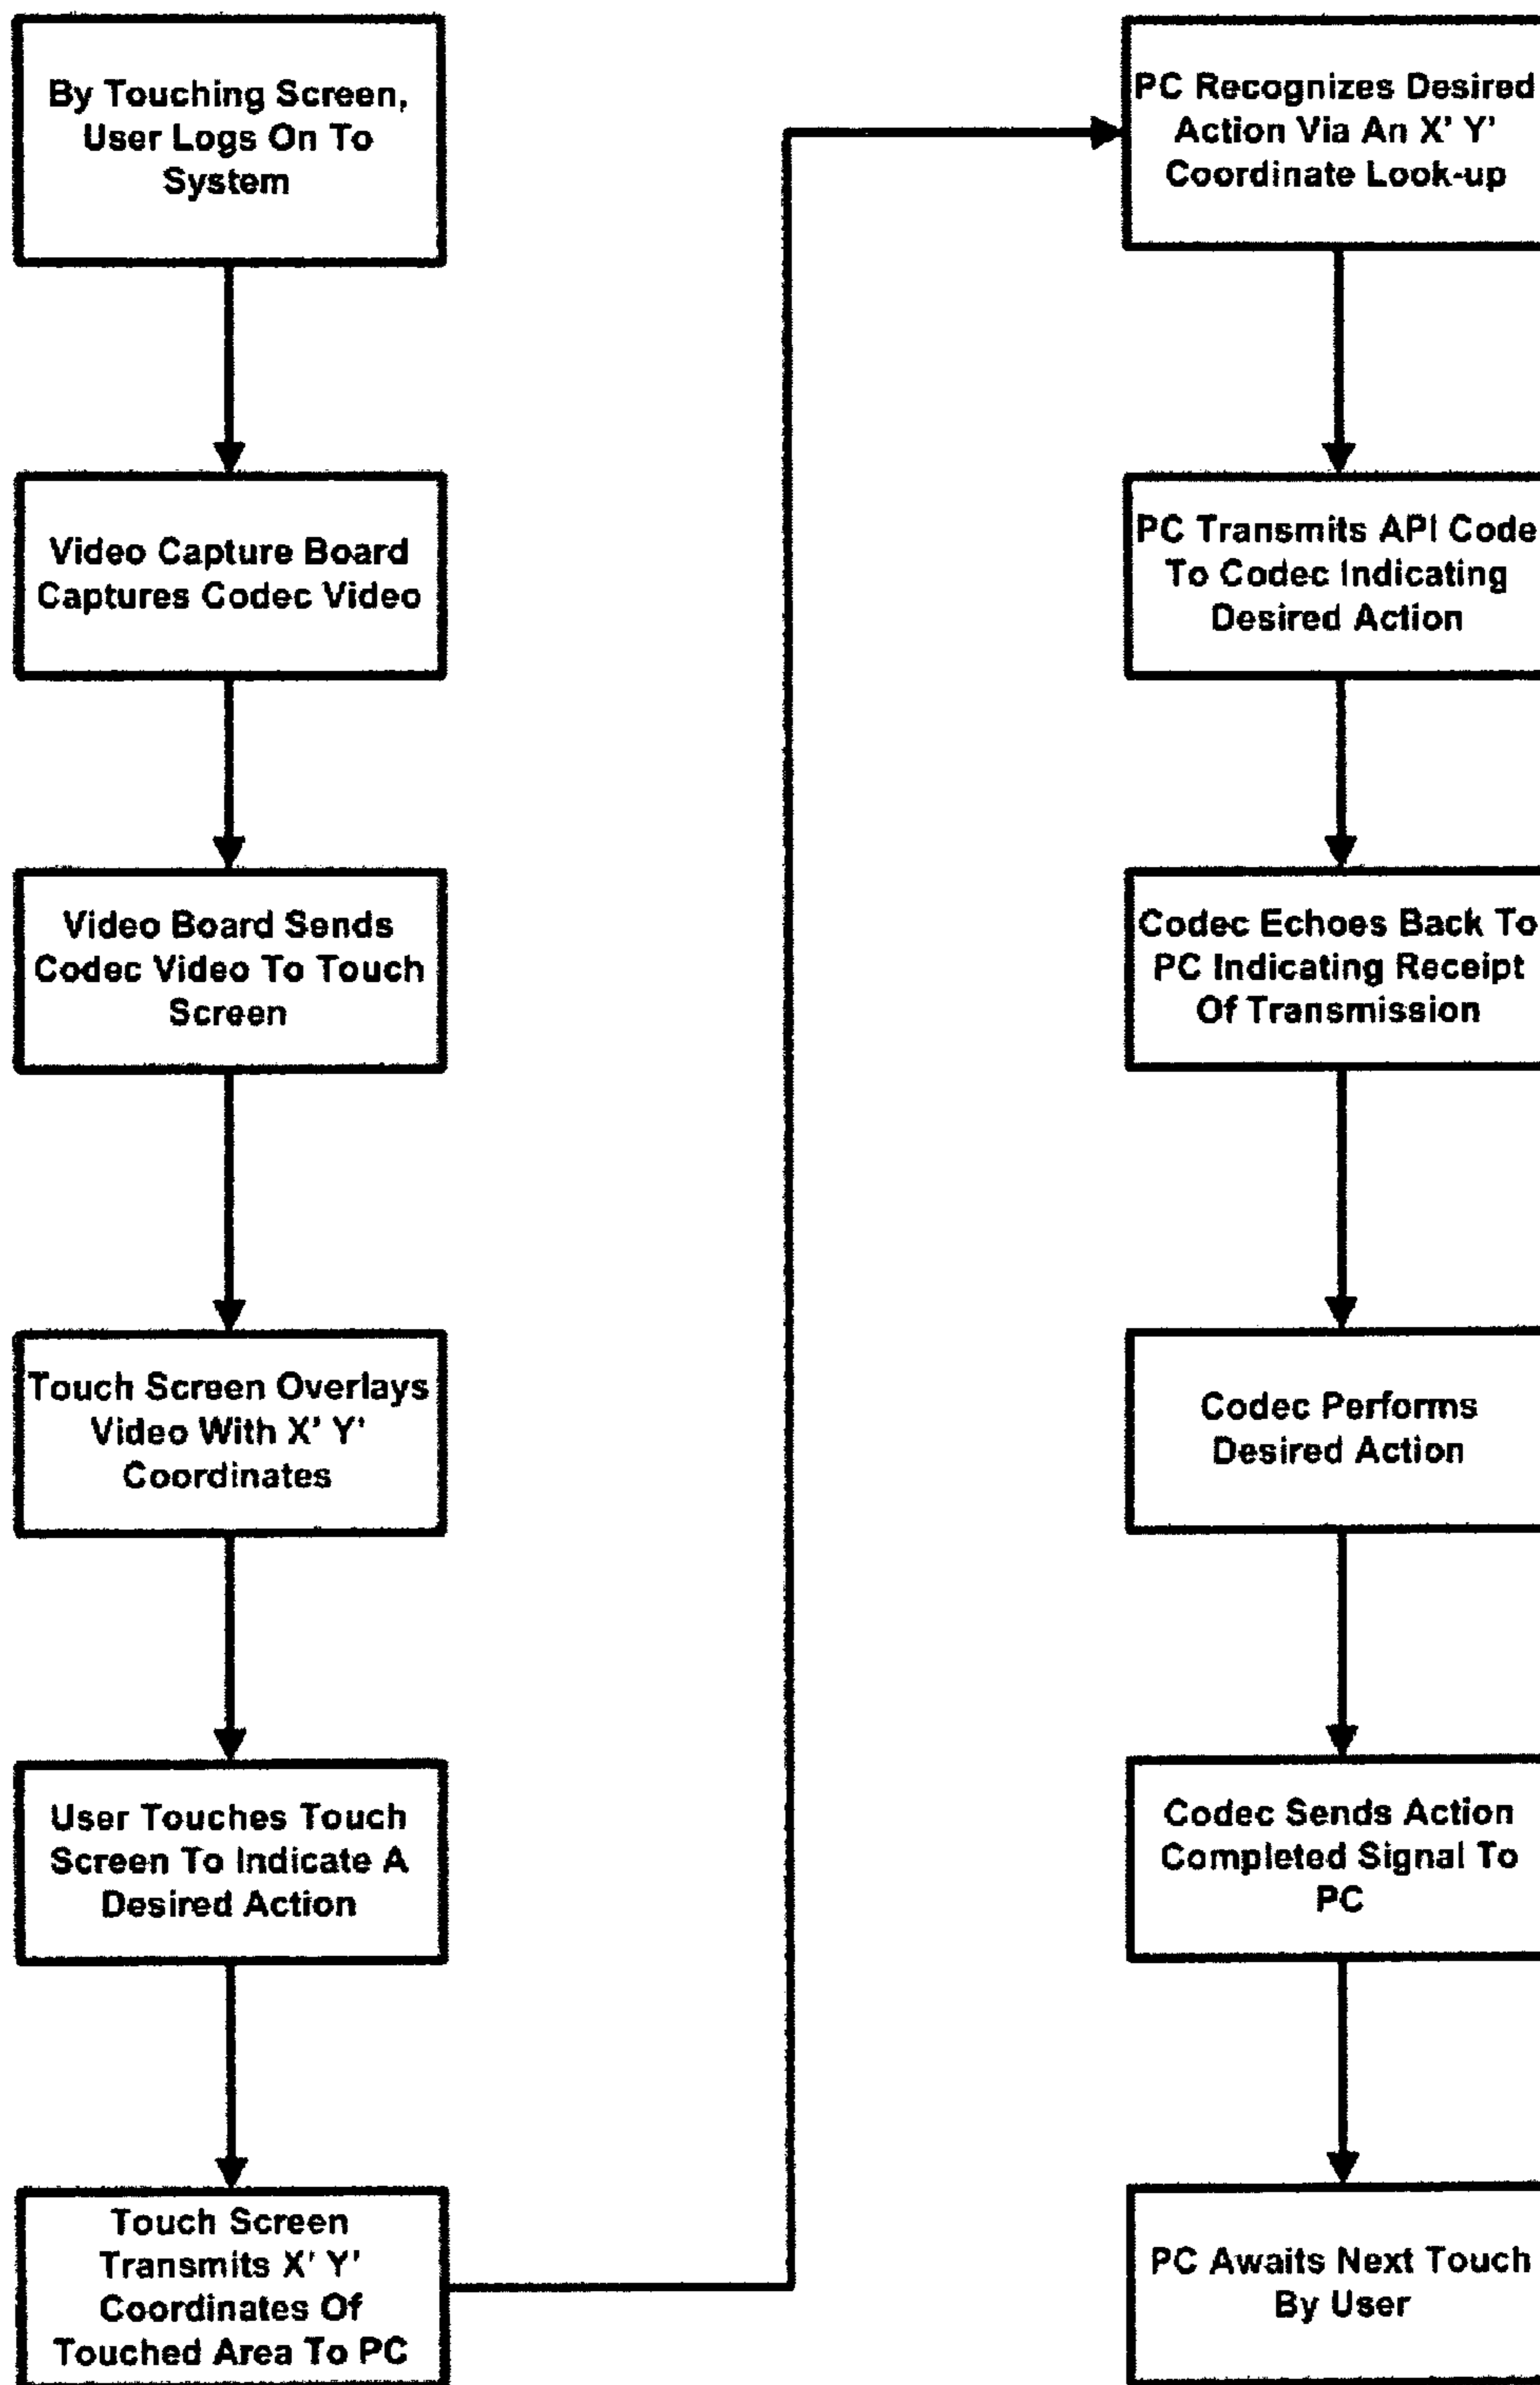 By Touching Screen,
User Logs On To
System
Video Capture Board
Captures Codec Video
Video Board Sends
Codec Video To Touch
Screen
Touch Screen Overlays
Video With X' Y'
Coordinates
User Touches Touch
Screen To Indicate A
Desired Action
Touch Screen
Transmits X' Y'
Coordinates Of
Touched Area To PC
PC Recognizes Desired
Action Via An X' Y'
Coordinate Look-up
PC Transmits API Code
To Codec Indicating
Desired Action
Codec Echoes Back To
PC Indicating Receipt
Of Transmission
Codec Performs
Desired Action
Codec Sends Action
Completed Signal To
PC
PC Awaits Next Touch
By User